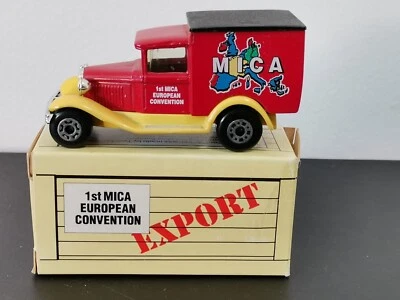 MICA
1st MICA
EUROPEAN
CONVENTION
1st MICA
EUROPEAN
CONVENTION
EXPORT